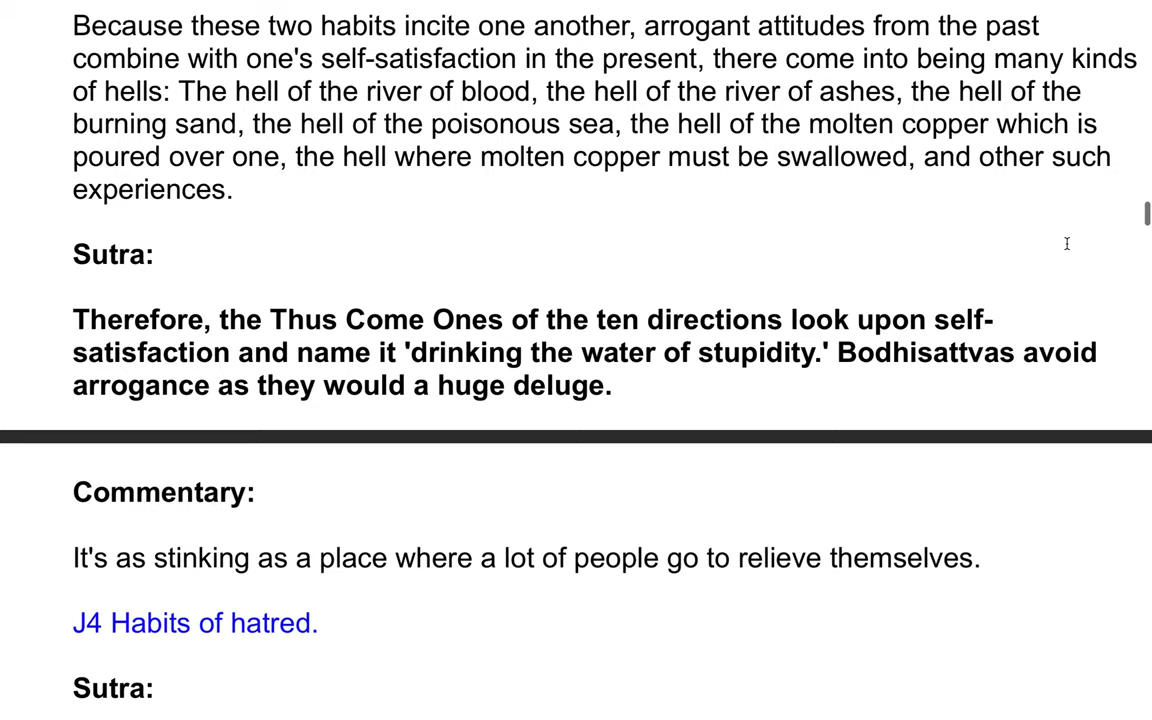 Because these two habits incite one another, arrogant attitudes from the past
combine with one's self-satisfaction in the present, there come into being many kinds
of hells: The hell of the river of blood, the hell of the river of ashes, the hell of the
burning sand, the hell of the poisonous sea, the hell of the molten copper which is
poured over one, the hell where molten copper must be swallowed, and other such
experiences.
Sutra:
Therefore, the Thus Come Ones of the ten directions look upon self-
satisfaction and name it 'drinking the water of stupidity.' Bodhisattvas avoid
arrogance as they would a huge deluge.
Commentary:
It's as stinking as a place where a lot of people go to relieve themselves.
J4 Habits of hatred.
Sutra: